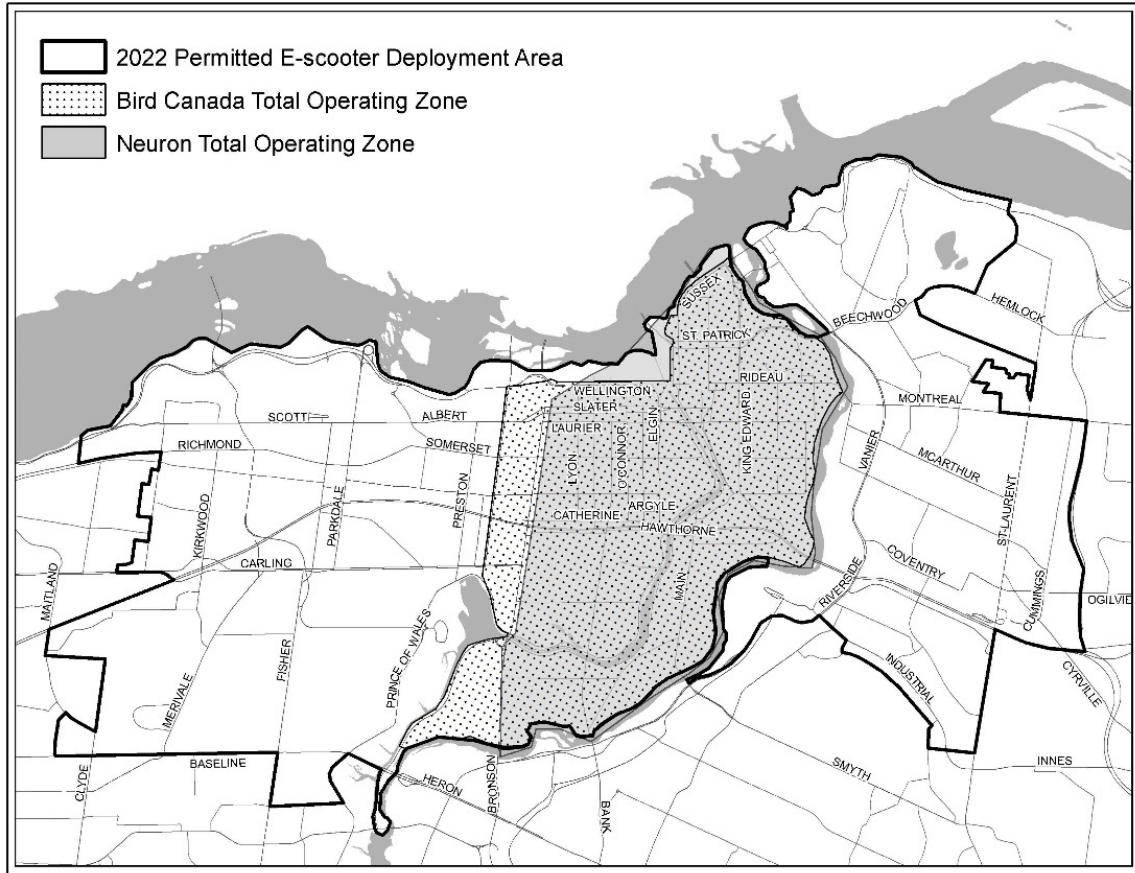 2022 Permitted E-scooter Deployment Area
Bird Canada Total Operating Zone
Neuron Total Operating Zone
SUSSEX
ST. PATRICY
BEECHWOOD
HEMLOCK
RIDEAU
WELLINGTON
SLATER
LAURIER
MONTREAL
SCOTT
ALBERT
ELGIN
KING EDWARD
VANIER
RICHMOND
SOMERSET
LYON
O'CONNOR
MCARTHUR
KIRKWOOD
PARKDALE
PRESTON
ARGYLE
CATHERINE
HAWTHORNE
ST-LAURENT
CARLING
COVENTRY
MAITLAND
MAIN
RIVERSIDE
CUMMINGS
OGILVIE
FISHER
PRINCE OF WALES
MERIVALE
INDUSTRIAL
CYRVILLE
BASELINE
CLYDE
HERON
BRONSON
BANK
SMYTH
INNES